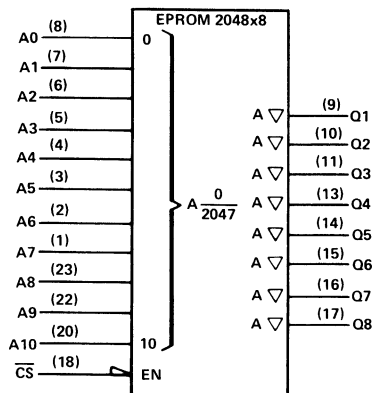 EPROM 2048x8
A0 (8) 0
A1 (7)
A2 (6)
A3 (5)
A4 (4)
A5 (3)
A6 (2)
A7 (1)
A8 (23)
A9 (22)
A10 (20) 10
CS (18) EN
A 0
2047
A (9) Q1
A (10) Q2
A (11) Q3
A (13) Q4
A (14) Q5
A (15) Q6
A (16) Q7
A (17) Q8